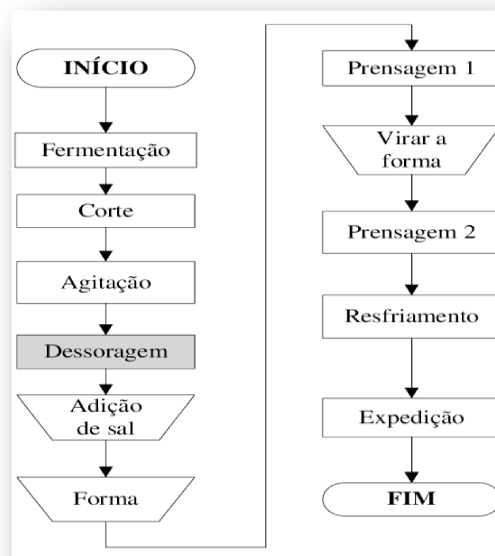 INÍCIO
Fermentação
Corte
Agitação
Dessoragem
Adição
de sal
Forma
Prensagem 1
Virar a
forma
Prensagem 2
Resfriamento
Expedição
FIM